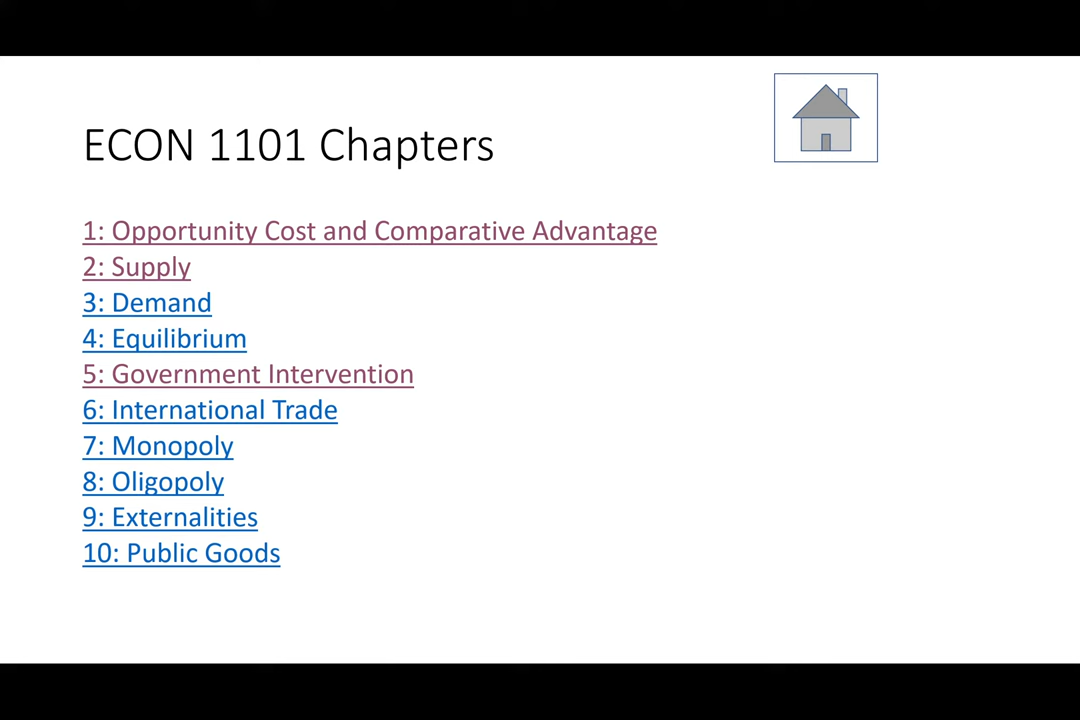 ECON 1101 Chapters
1: Opportunity Cost and Comparative Advantage
2: Supply
3: Demand
4: Equilibrium
5: Government Intervention
6: International Trade
7: Monopoly
8: Oligopoly
9: Externalities
10: Public Goods